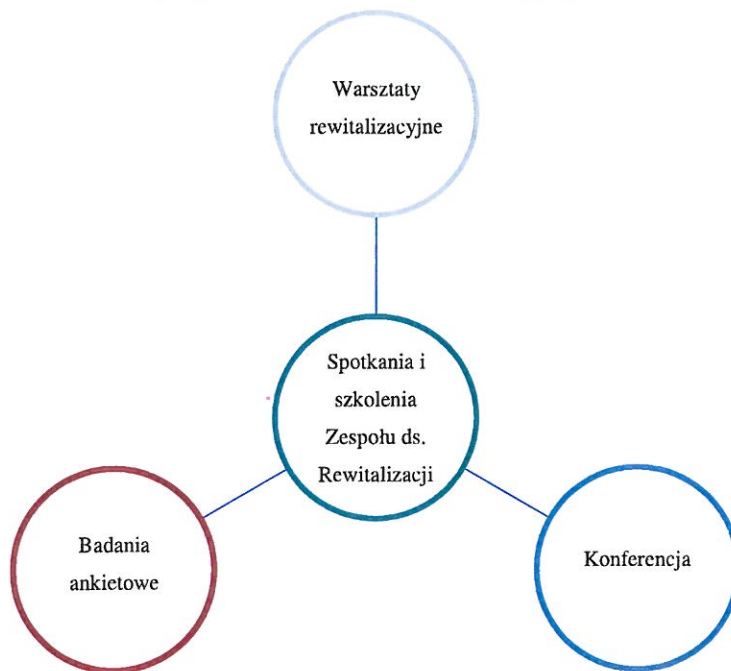 Warsztaty
rewitalizacyjne
Spotkania i
szkolenia
Zespołu ds.
Rewitalizacji
Badania
ankietowe
Konferencja